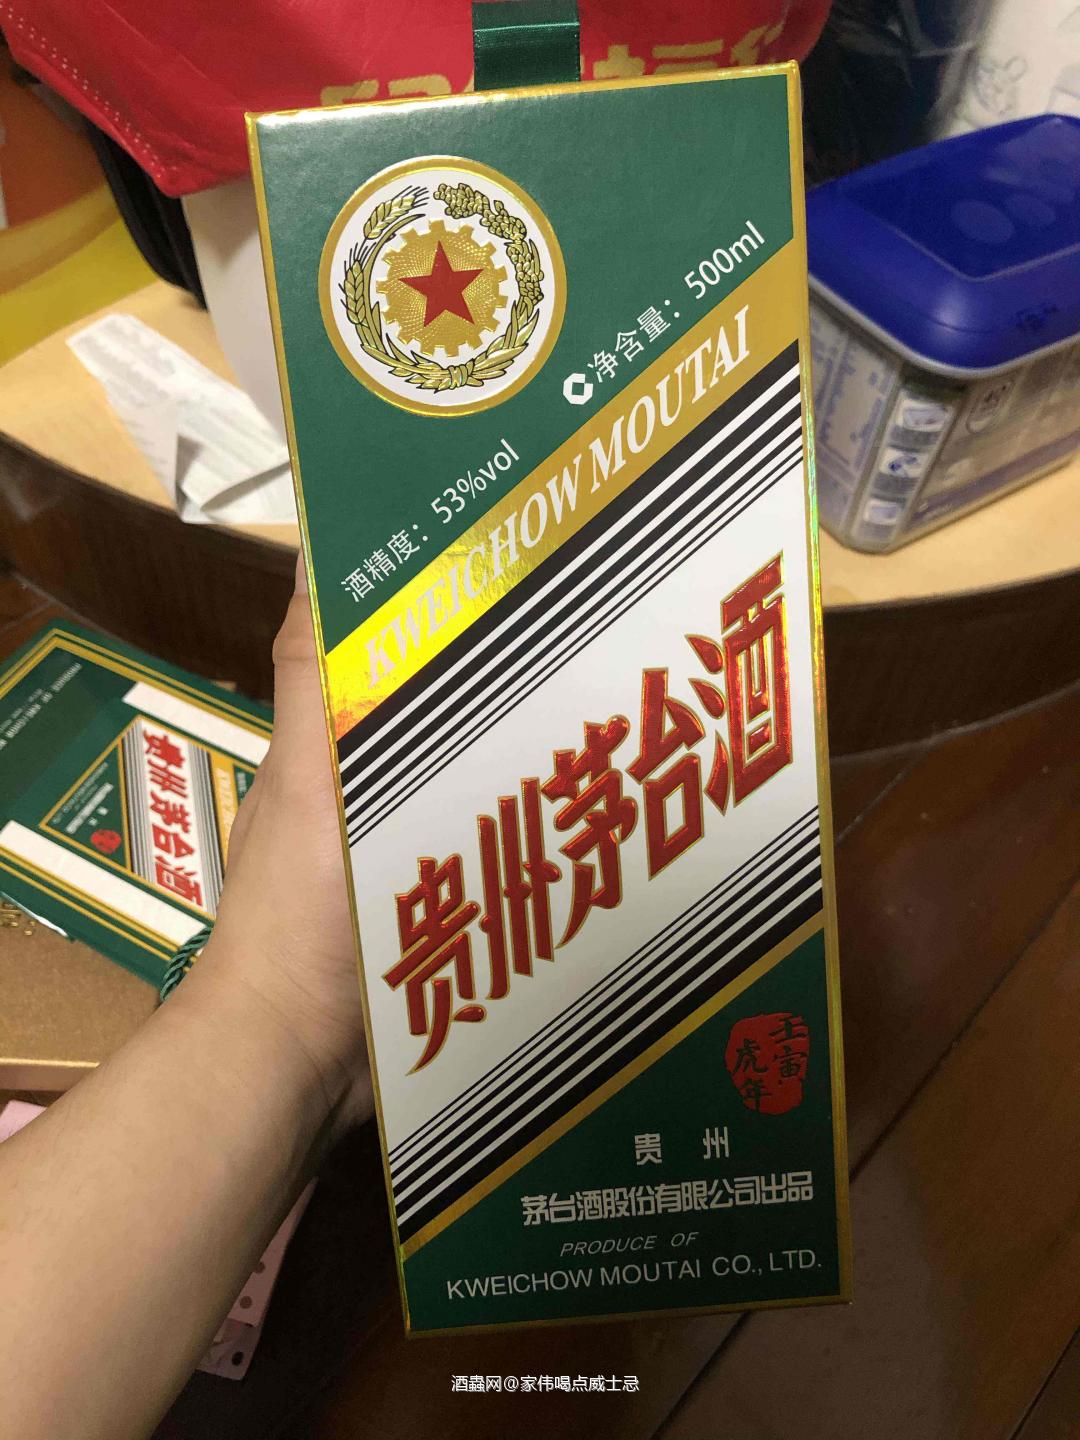 净含量：500ml
酒精度：53%vol
KWEICHOW MOUTAI
贵州茅台酒
壬寅
虎年
贵 州
茅台酒股份有限公司出品
PRODUCE OF
KWEICHOW MOUTAI CO., LTD.
贵州茅台酒
酒蟲网@家伟喝点威士忌